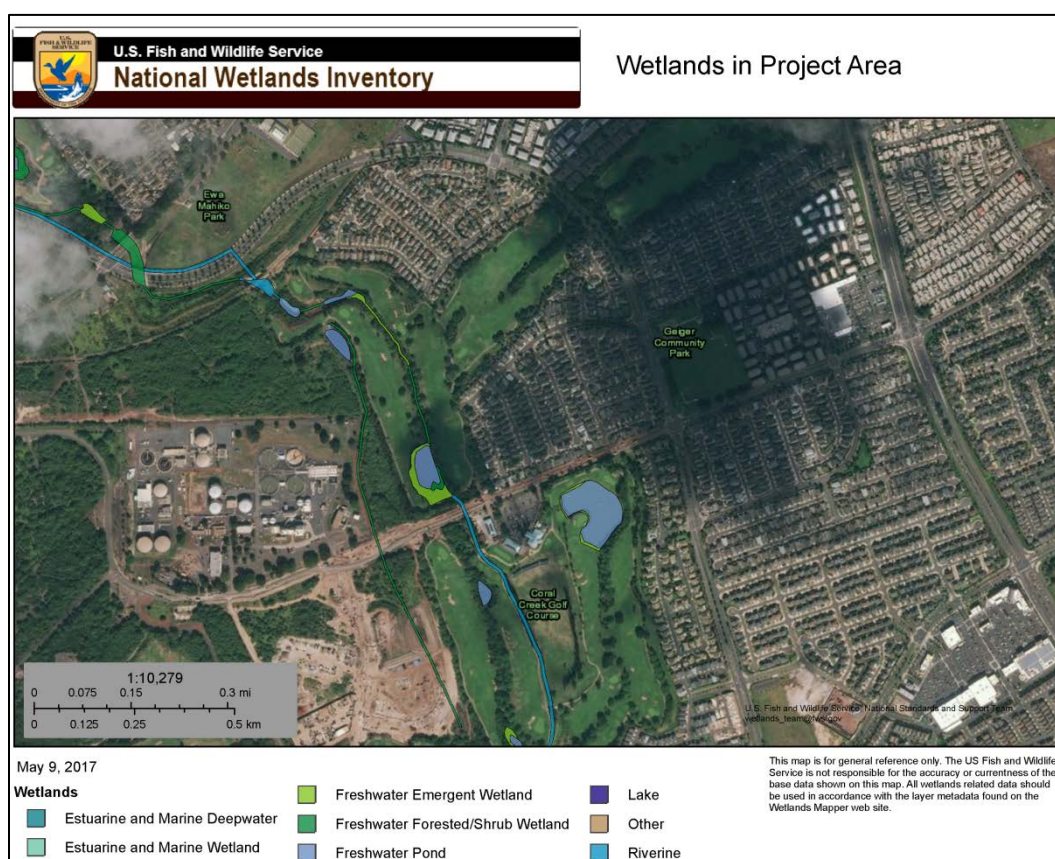 U.S.
FISH & WILDLIFE
SERVICE
U.S. Fish and Wildlife Service
National Wetlands Inventory
Wetlands in Project Area
Ewa
Mahiko
Park
Geiger
Community
Park
Coral
Creek Golf
Course
1:10,279
0 0.075 0.15 0.3 mi
0 0.125 0.25 0.5 km
U.S. Fish and Wildlife Service, National Standards and Support Team,
wetlands_team@fws.gov
May 9, 2017
This map is for general reference only. The US Fish and Wildlife
Service is not responsible for the accuracy or currentness of the
base data shown on this map. All wetlands related data should
be used in accordance with the layer metadata found on the
Wetlands Mapper web site.
Wetlands
Estuarine and Marine Deepwater
Estuarine and Marine Wetland
Freshwater Emergent Wetland
Freshwater Forested/Shrub Wetland
Freshwater Pond
Lake
Other
Riverine